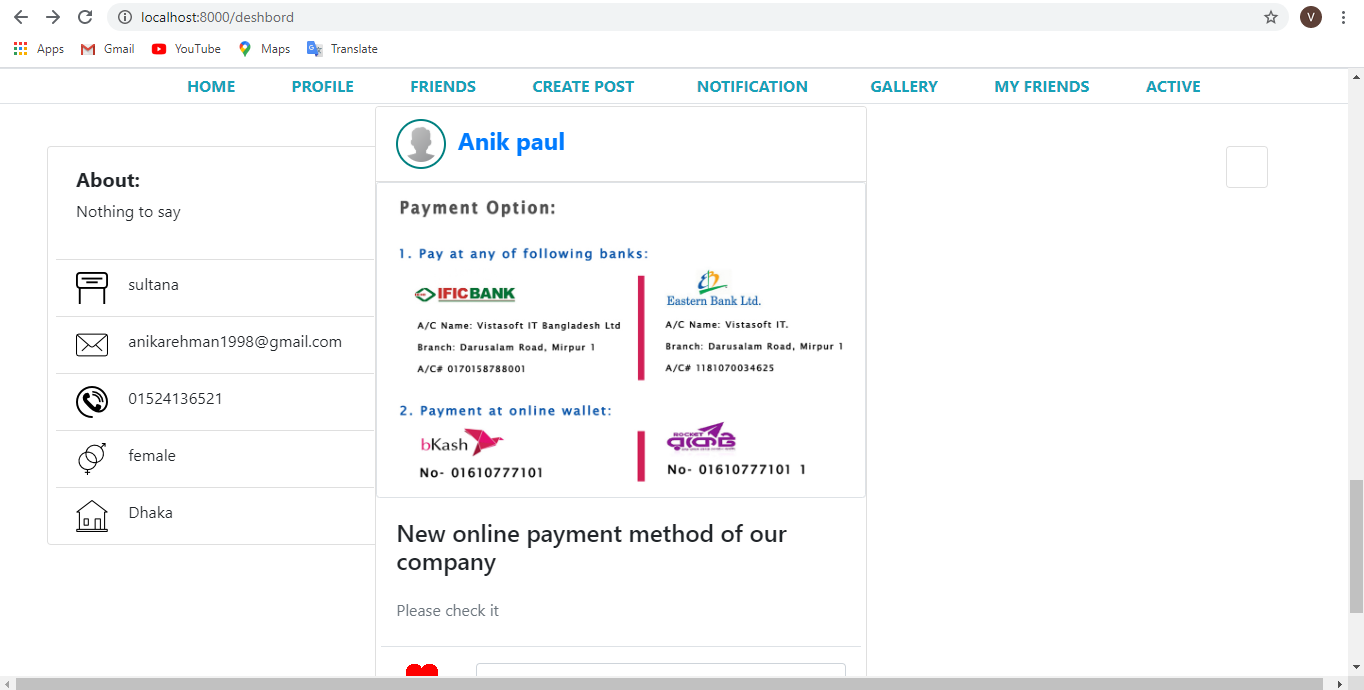 localhost:8000/deshbord
V
Apps Gmail YouTube Maps Translate
HOME PROFILE FRIENDS CREATE POST NOTIFICATION GALLERY MY FRIENDS ACTIVE
About:
Nothing to say
sultana
anikarehman1998@gmail.com
01524136521
female
Dhaka
Anik paul
Payment Option:
1. Pay at any of following banks:
IFIC BANK
A/C Name: Vistasoft IT Bangladesh Ltd
Branch: Darusalam Road, Mirpur 1
A/C# 0170158788001
Eastern Bank Ltd.
A/C Name: Vistasoft IT.
Branch: Darusalam Road, Mirpur 1
A/C# 1181070034625
2. Payment at online wallet:
bKash
No- 01610777101
ROCKET
রকেট
No- 01610777101 1
New online payment method of our
company
Please check it